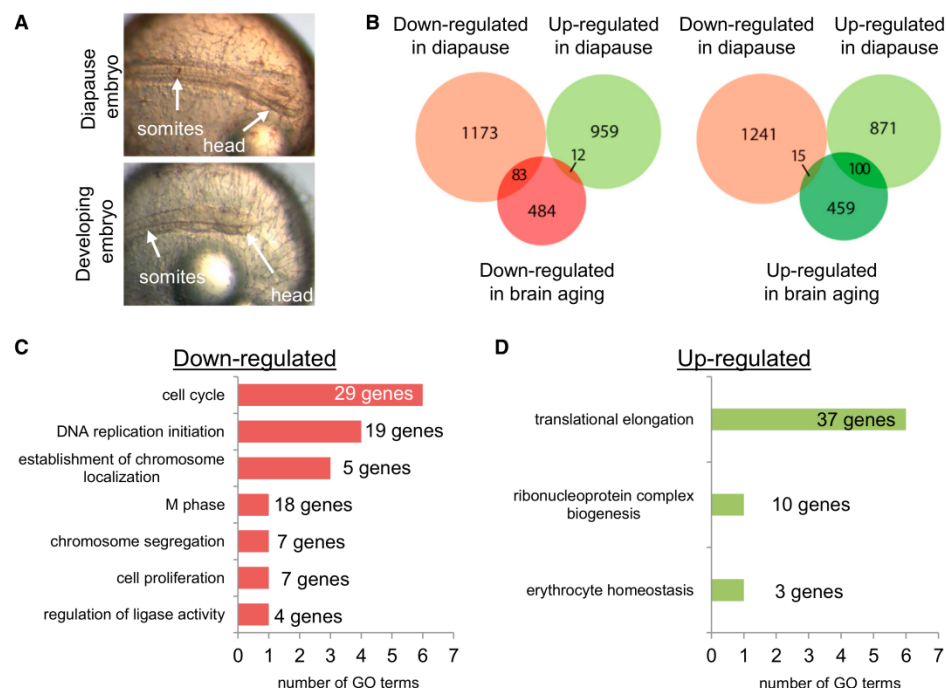 A
Diapause
embryo
somites
head
Developing
embryo
somites
head
B
Down-regulated
in diapause
Up-regulated
in diapause
1173
959
12
83
484
Down-regulated
in brain aging
Down-regulated
in diapause
Up-regulated
in diapause
1241
871
15
100
459
Up-regulated
in brain aging
C
Down-regulated
cell cycle
29 genes
DNA replication initiation
19 genes
establishment of chromosome
localization
5 genes
M phase
18 genes
chromosome segregation
7 genes
cell proliferation
7 genes
regulation of ligase activity
4 genes
0 1 2 3 4 5 6 7
number of GO terms
D
Up-regulated
translational elongation
37 genes
ribonucleoprotein complex
biogenesis
10 genes
erythrocyte homeostasis
3 genes
0 1 2 3 4 5 6 7
number of GO terms